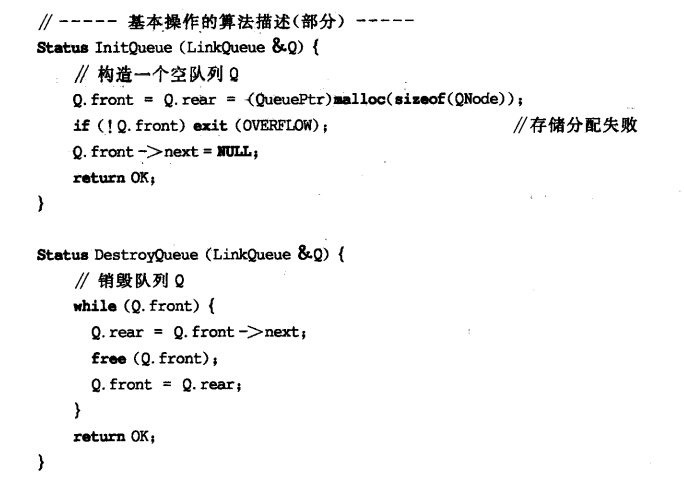 // ----- 基本操作的算法描述(部分) -----
Status InitQueue (LinkQueue &Q) {
// 构造一个空队列 Q
Q.front = Q.rear = (QueuePtr)malloc(sizeof(QNode));
if (!Q.front) exit (OVERFLOW); //存储分配失败
Q.front->next = NULL;
return OK;
}
Status DestroyQueue (LinkQueue &Q) {
// 销毁队列 Q
while (Q.front) {
Q.rear = Q.front->next;
free (Q.front);
Q.front = Q.rear;
}
return OK;
}